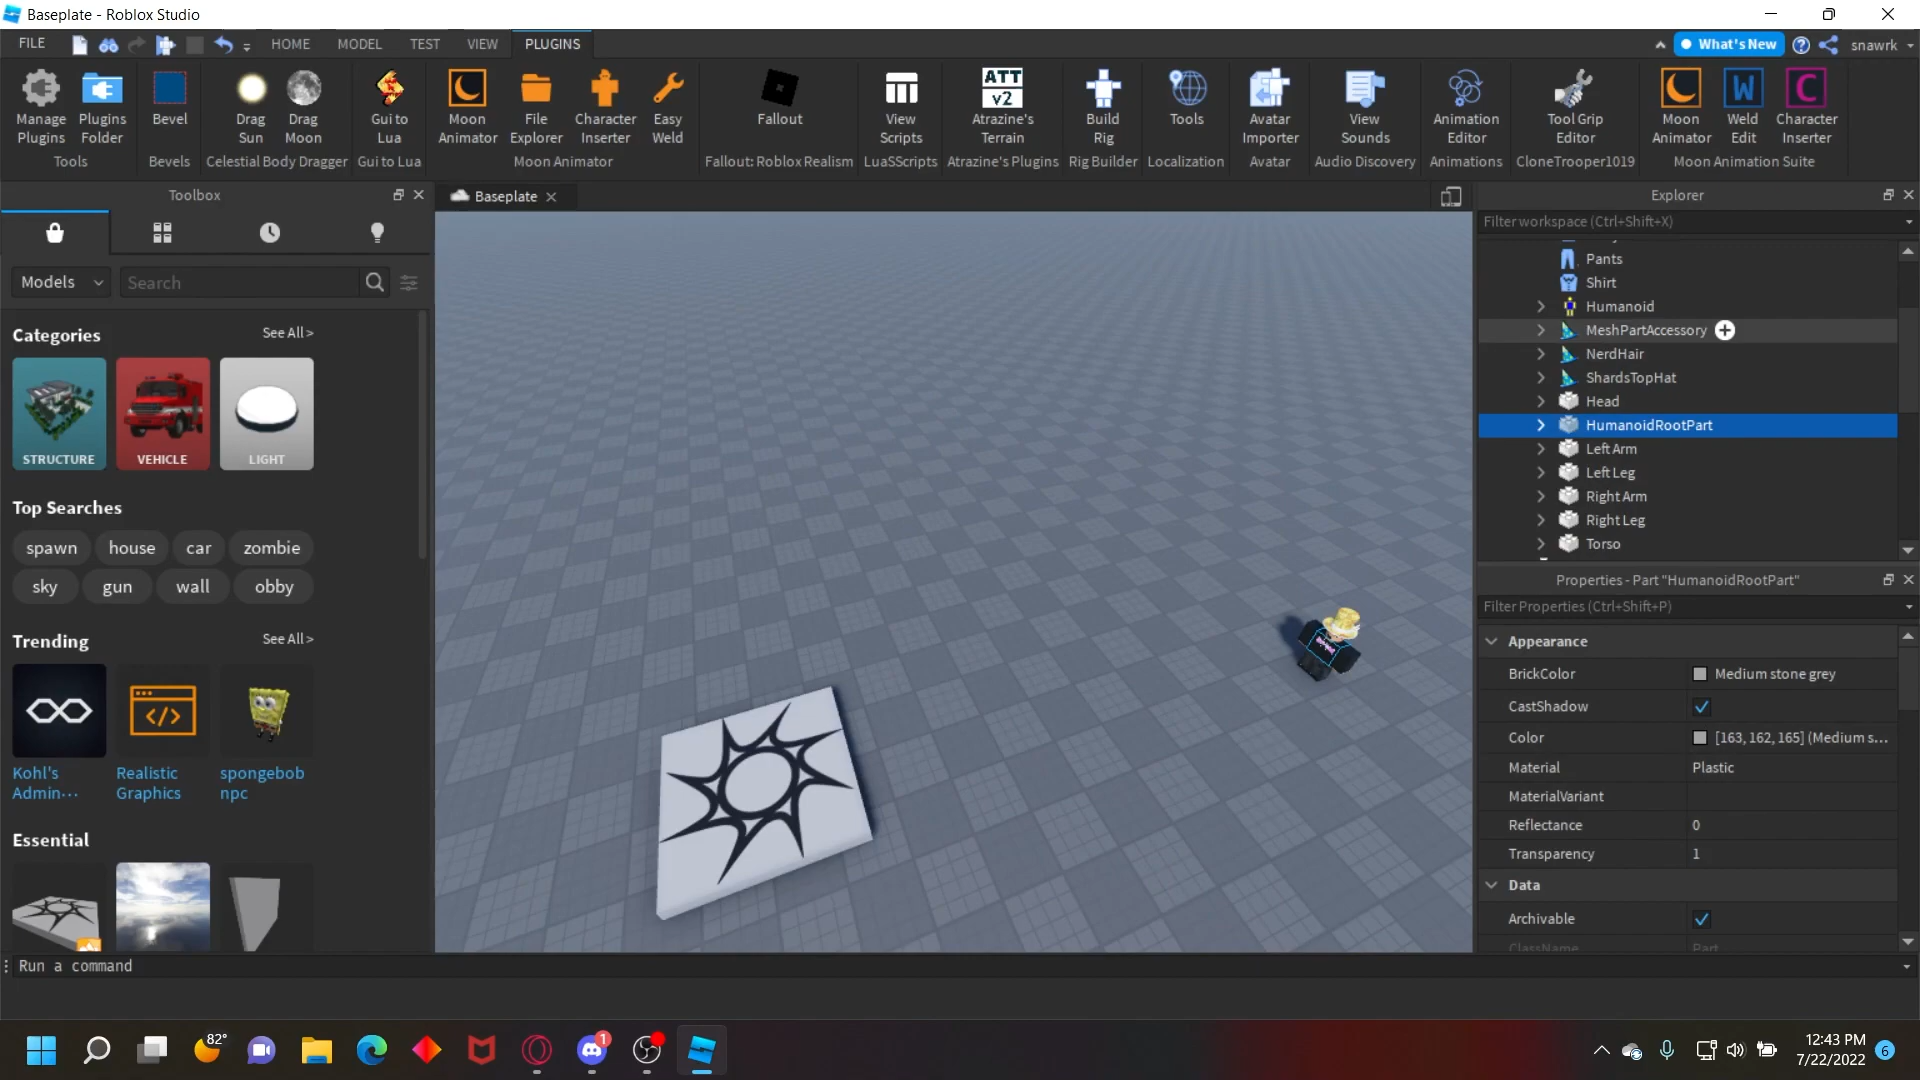 Baseplate - Roblox Studio
FILE
HOME
MODEL
TEST
VIEW
PLUGINS
What's New
snawrk
Manage Plugins
Plugins Folder
Bevel
Drag Sun
Drag Moon
Gui to Lua
Moon Animator
File Explorer
Character Inserter
Easy Weld
Fallout
View Scripts
ATT v2
Atrazine's Terrain
Build Rig
Tools
Avatar Importer
View Sounds
Animation Editor
Tool Grip Editor
Moon Animator
W
Weld Edit
C
Character Inserter
Tools
Bevels
Celestial Body Dragger
Gui to Lua
Moon Animator
Fallout: Roblox Realism
LuaSScripts
Atrazine's Plugins
Rig Builder
Localization
Avatar
Audio Discovery
Animations
CloneTrooper1019
Moon Animation Suite
Toolbox
Models
Search
Categories
See All >
STRUCTURE
VEHICLE
LIGHT
Top Searches
spawn
house
car
zombie
sky
gun
wall
obby
Trending
See All >
Kohl's Admin···
Realistic Graphics
spongebob npc
Essential
Baseplate
Explorer
Filter workspace (Ctrl+Shift+X)
Pants
Shirt
Humanoid
MeshPartAccessory
NerdHair
ShardsTopHat
Head
HumanoidRootPart
Left Arm
Left Leg
Right Arm
Right Leg
Torso
Properties - Part "HumanoidRootPart"
Filter Properties (Ctrl+Shift+P)
Appearance
BrickColor
Medium stone grey
CastShadow
Color
[163, 162, 165] (Medium s...
Material
Plastic
MaterialVariant
Reflectance
0
Transparency
1
Data
Archivable
ClassName
Part
Run a command
82°
1
12:43 PM
7/22/2022
6